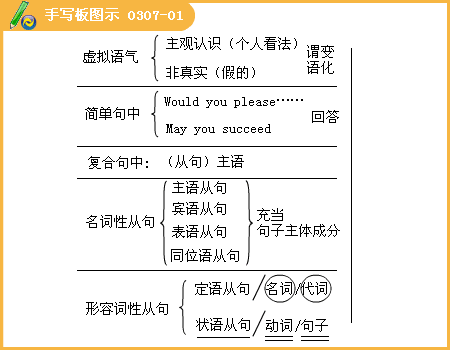 手写板图示 0307-01
虚拟语气
主观认识（个人看法）
非真实（假的）
谓变
语化
简单句中
Would you please……
May you succeed
回答
复合句中：（从句）主语
名词性从句
主语从句
宾语从句
表语从句
同位语从句
充当
句子主体成分
形容词性从句
定语从句/名词/代词
状语从句/动词/句子